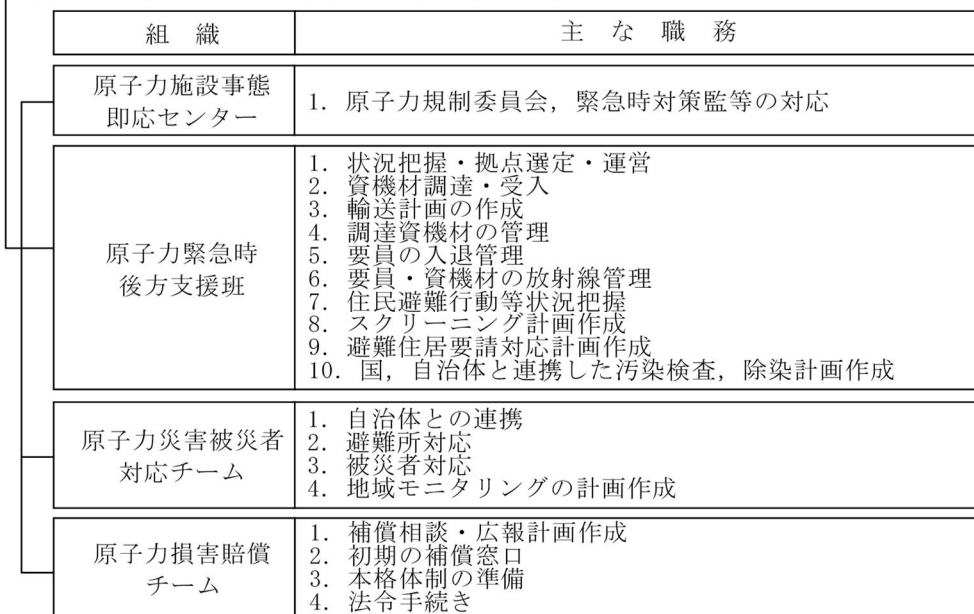 組 織
主 な 職 務
原子力施設事態
即応センター
1. 原子力規制委員会，緊急時対策監等の対応
原子力緊急時
後方支援班
1. 状況把握・拠点選定・運営
2. 資機材調達・受入
3. 輸送計画の作成
4. 調達資機材の管理
5. 要員の入退管理
6. 要員・資機材の放射線管理
7. 住民避難行動等状況把握
8. スクリーニング計画作成
9. 避難住居要請対応計画作成
10. 国，自治体と連携した汚染検査，除染計画作成
原子力災害被災者
対応チーム
1. 自治体との連携
2. 避難所対応
3. 被災者対応
4. 地域モニタリングの計画作成
原子力損害賠償
チーム
1. 補償相談・広報計画作成
2. 初期の補償窓口
3. 本格体制の準備
4. 法令手続き